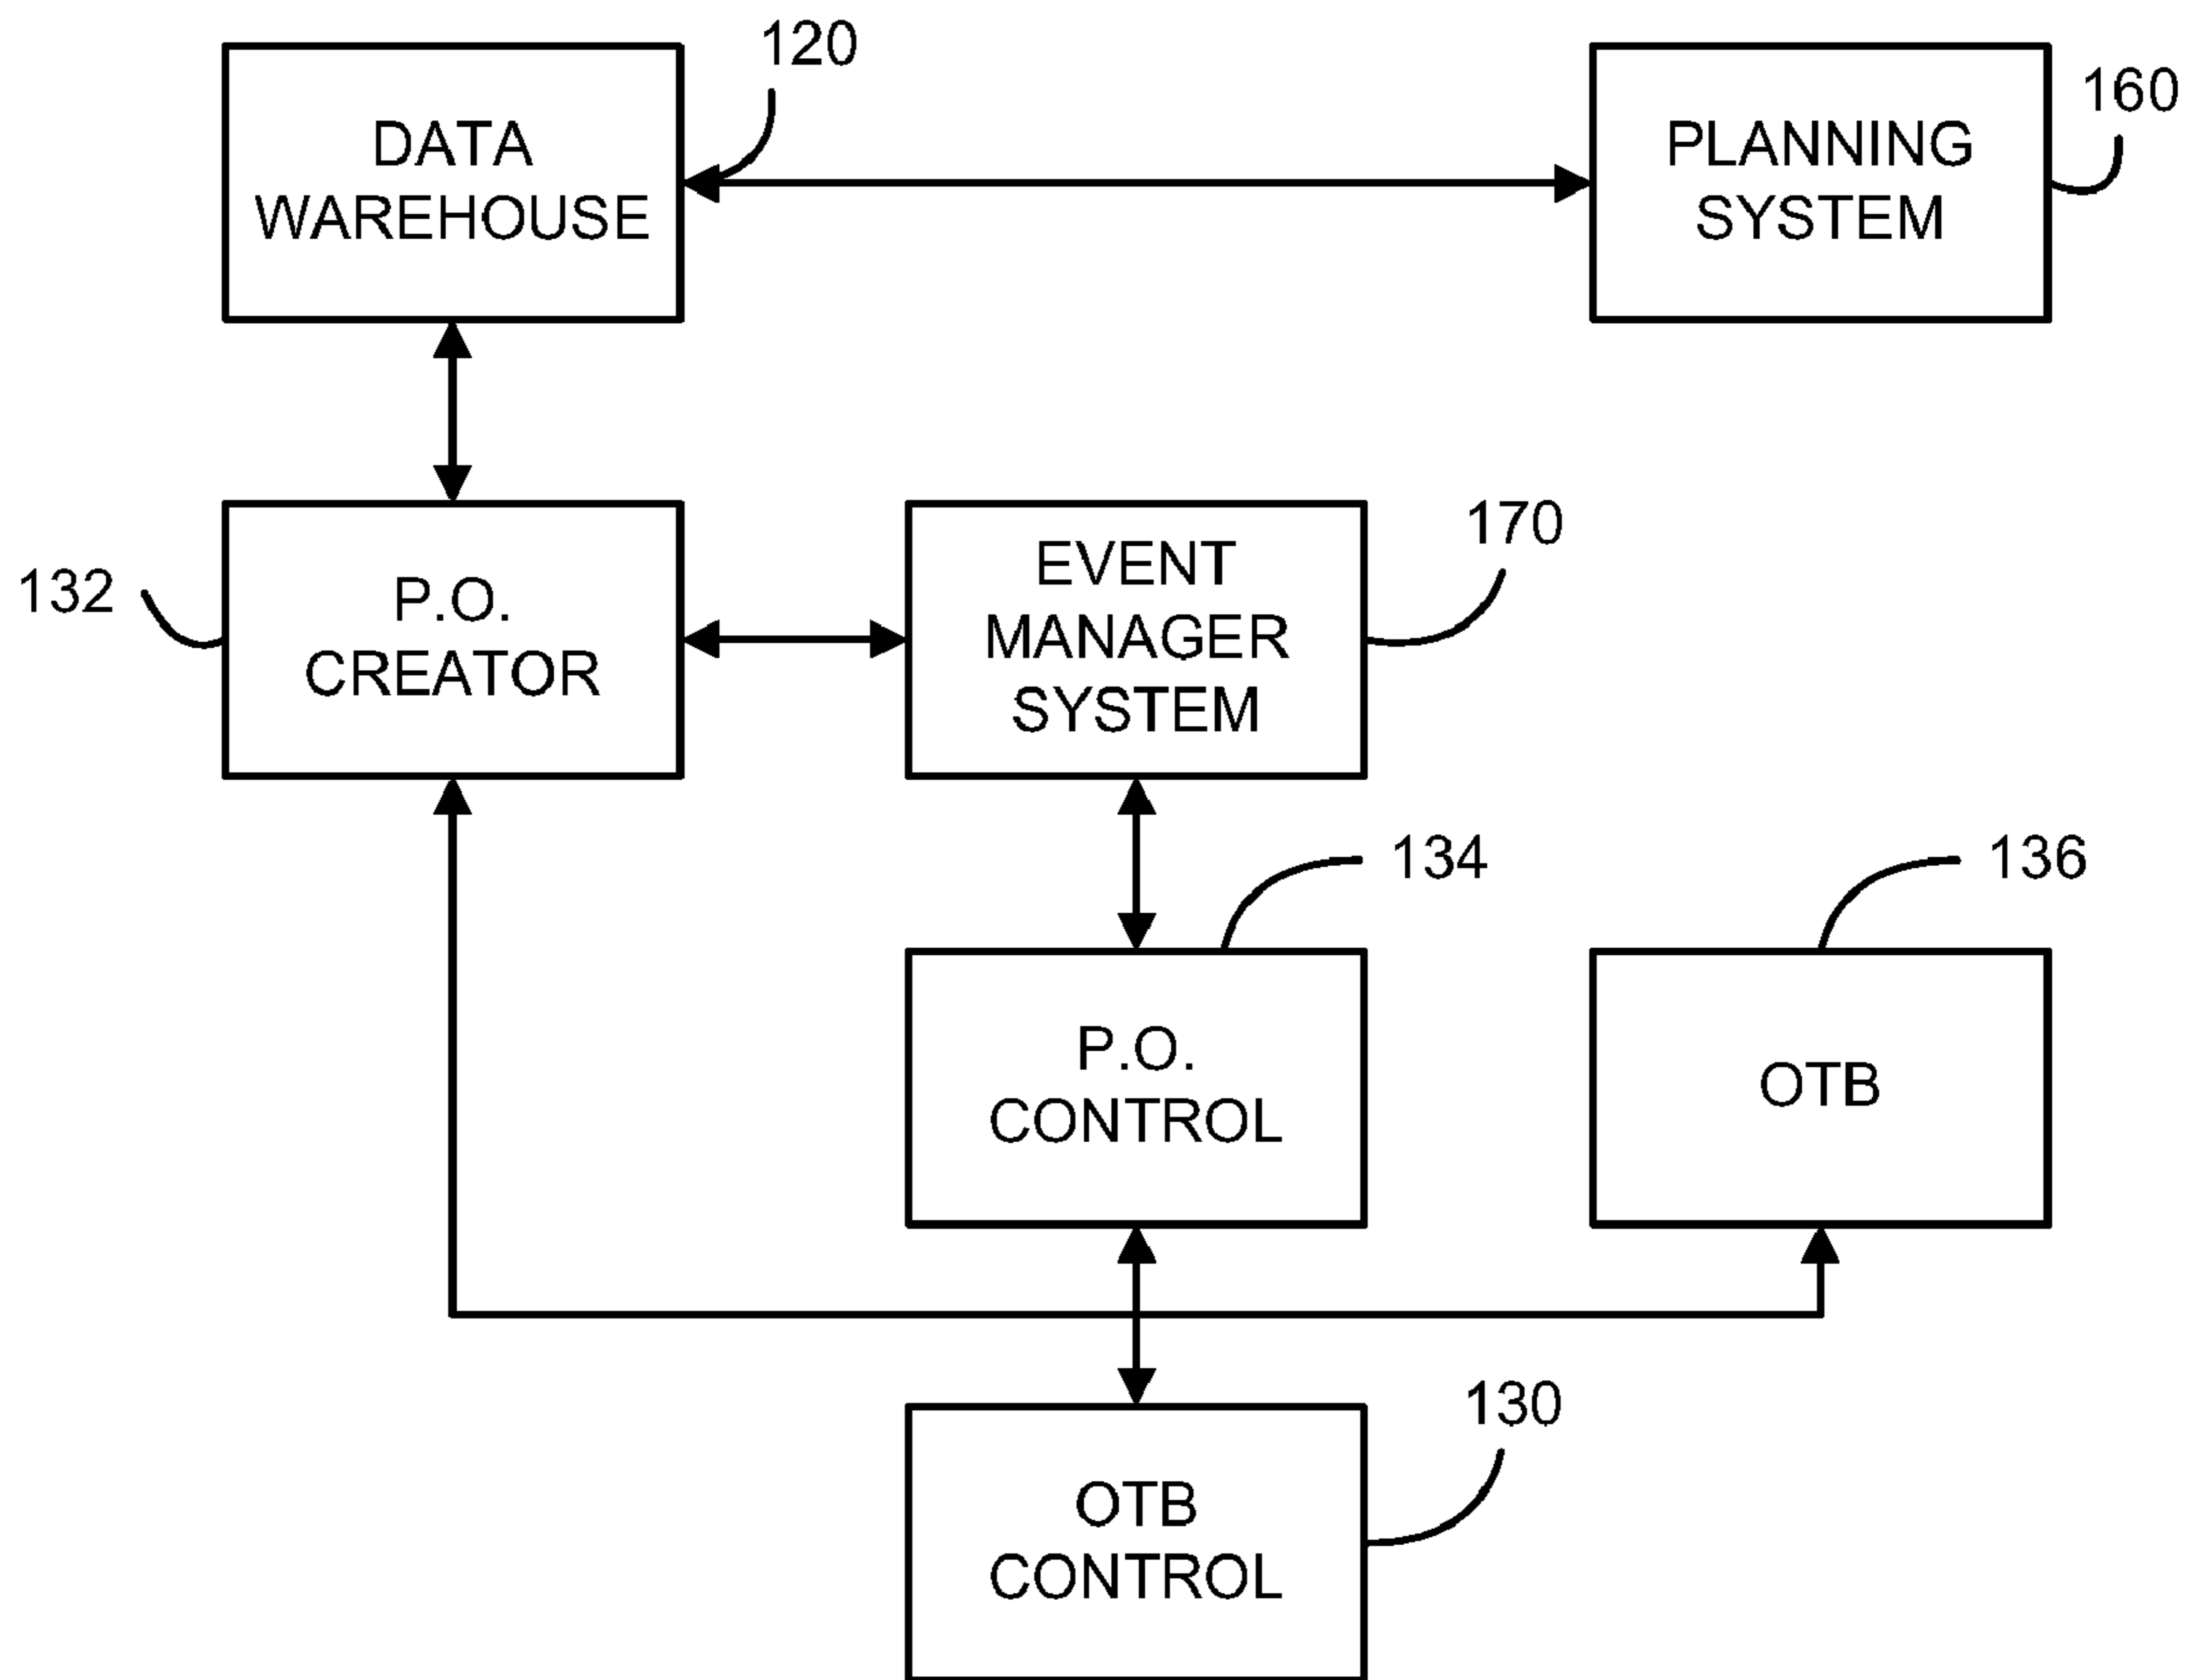 120
DATA
WAREHOUSE
PLANNING
SYSTEM
160
132
P.O.
CREATOR
EVENT
MANAGER
SYSTEM
170
134
136
P.O.
CONTROL
OTB
130
OTB
CONTROL